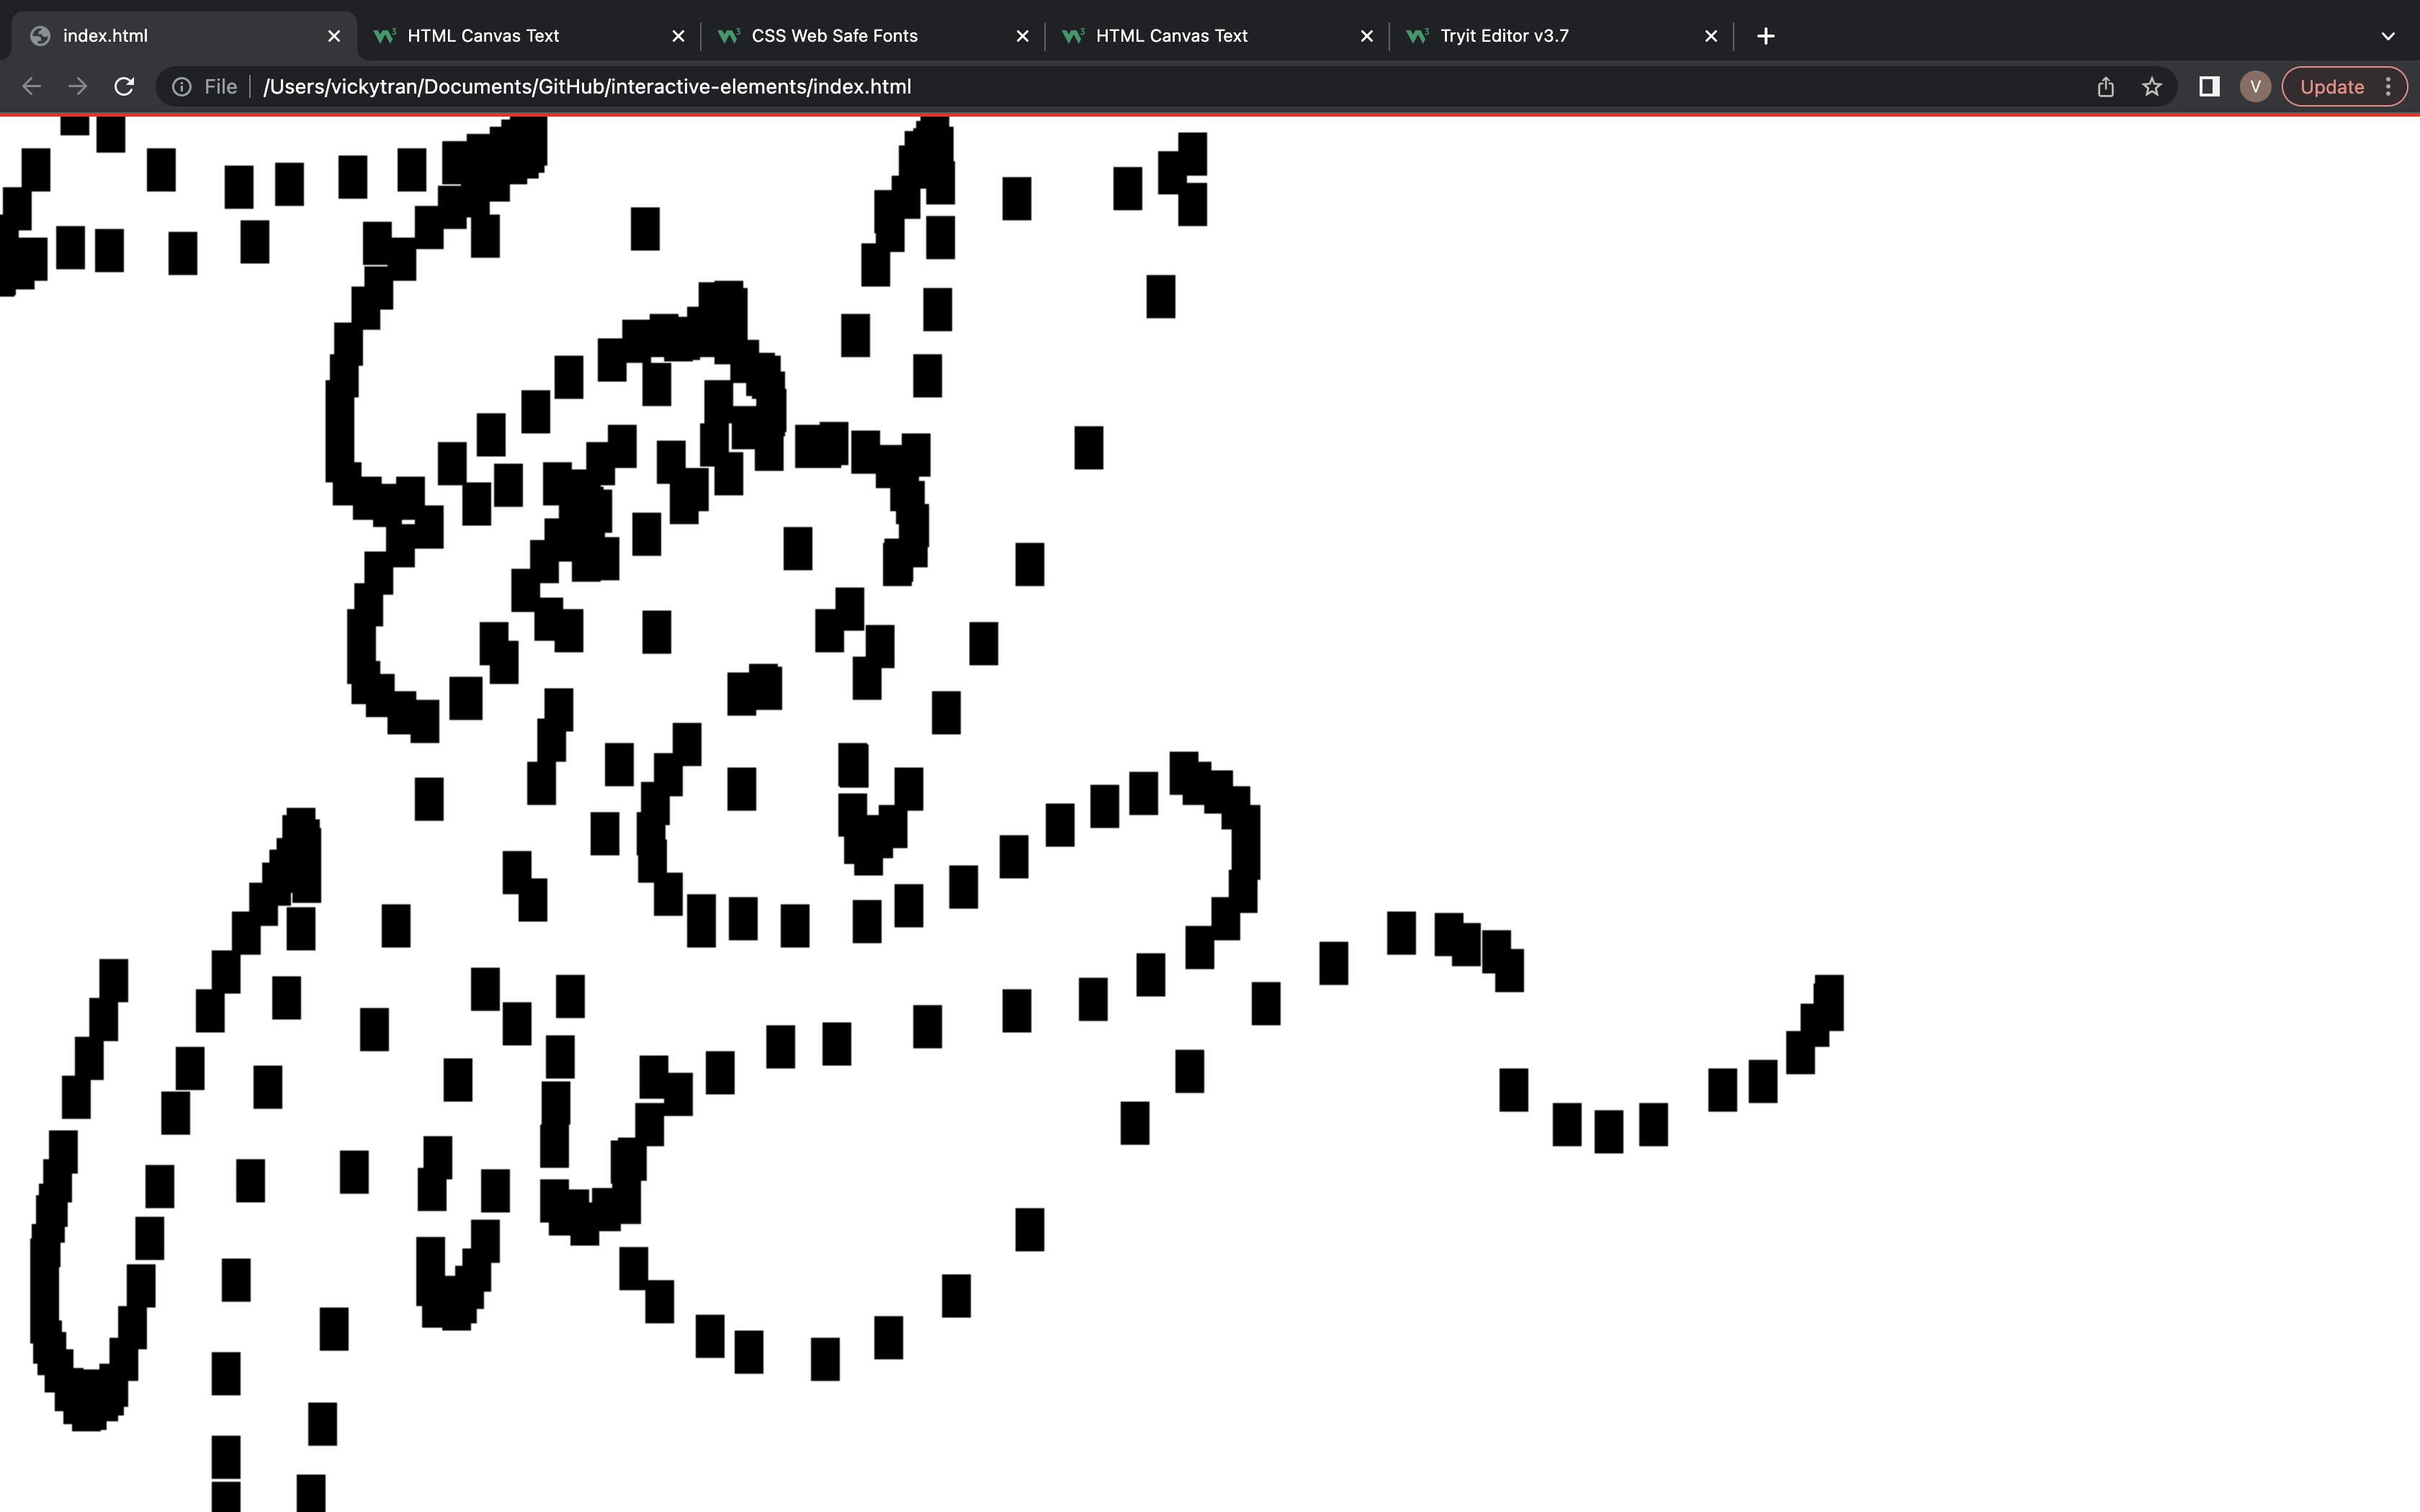 index.html
HTML Canvas Text
CSS Web Safe Fonts
HTML Canvas Text
Tryit Editor v3.7
File /Users/vickytran/Documents/GitHub/interactive-elements/index.html V Update